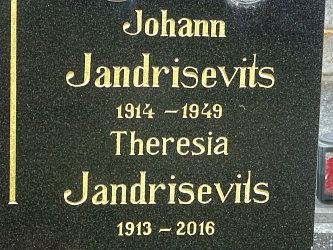 Johann
Jandrisevits
1914 – 1949
Theresia
Jandrisevits
1913 – 2016